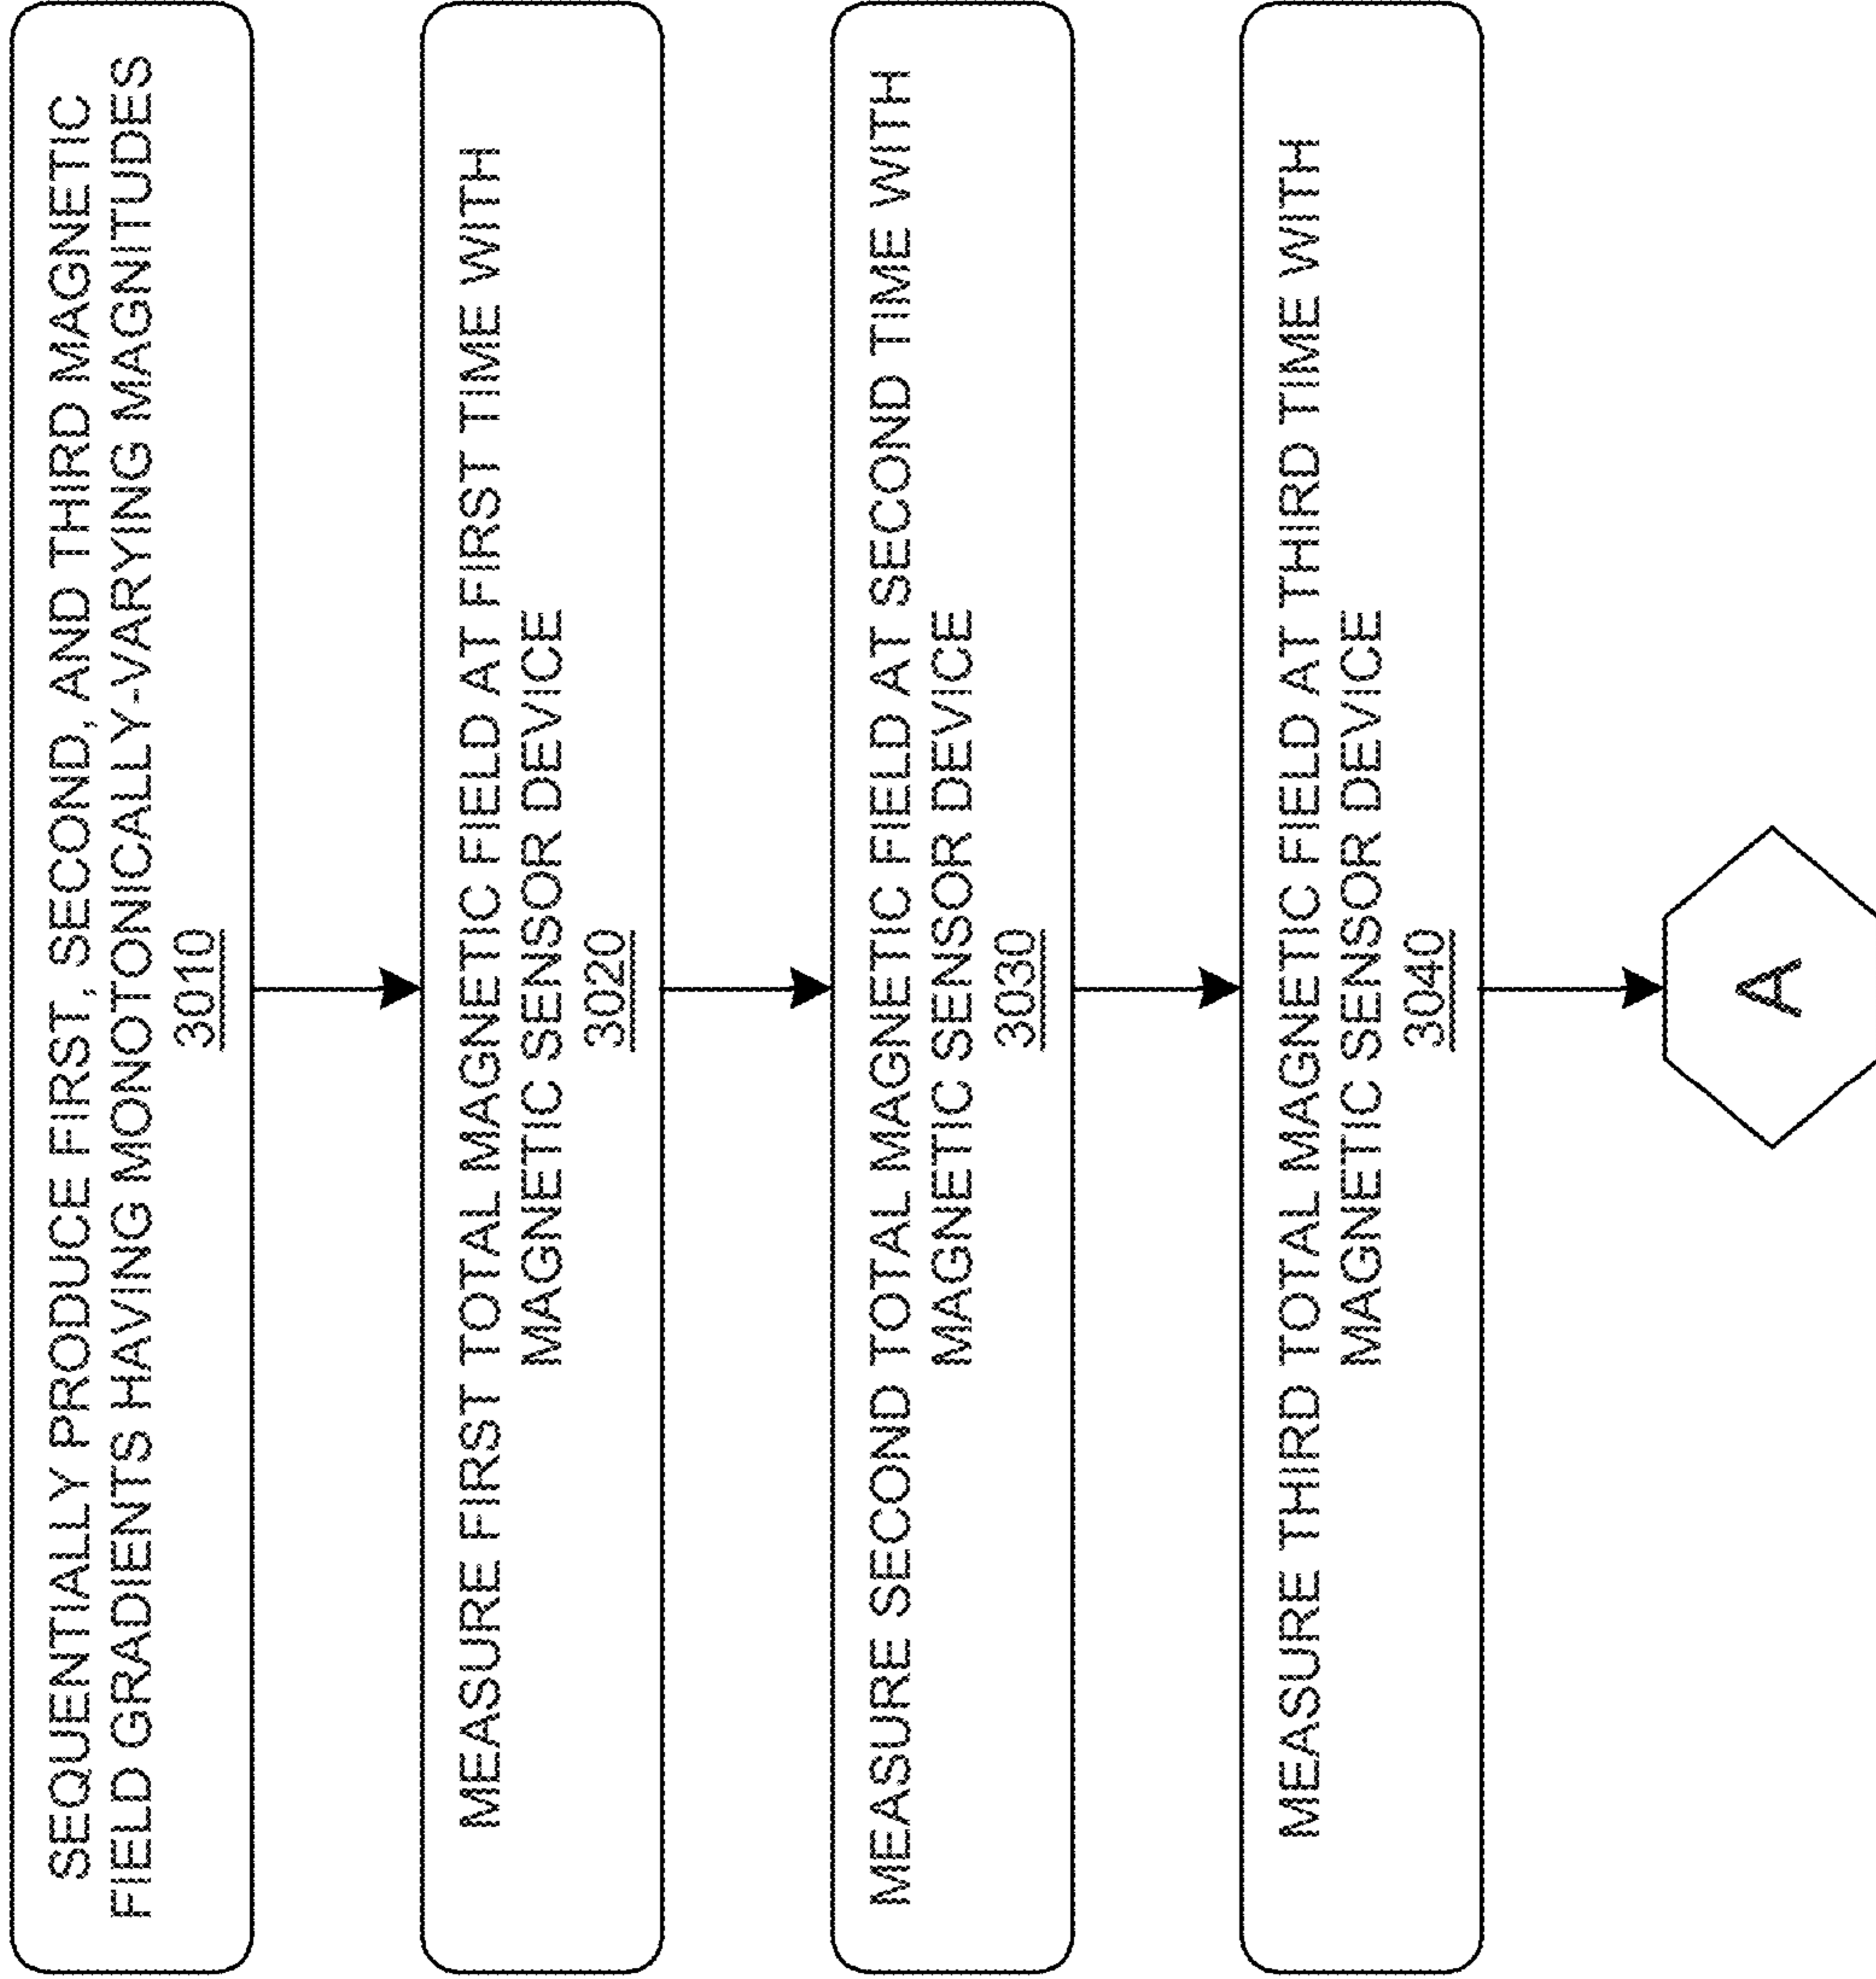 SEQUENTIALLY PRODUCE FIRST, SECOND, AND THIRD MAGNETIC
FIELD GRADIENTS HAVING MONOTONICALLY-VARYING MAGNITUDES
3010
MEASURE FIRST TOTAL MAGNETIC FIELD AT FIRST TIME WITH
MAGNETIC SENSOR DEVICE
3020
MEASURE SECOND TOTAL MAGNETIC FIELD AT SECOND TIME WITH
MAGNETIC SENSOR DEVICE
3030
MEASURE THIRD TOTAL MAGNETIC FIELD AT THIRD TIME WITH
MAGNETIC SENSOR DEVICE
3040
A